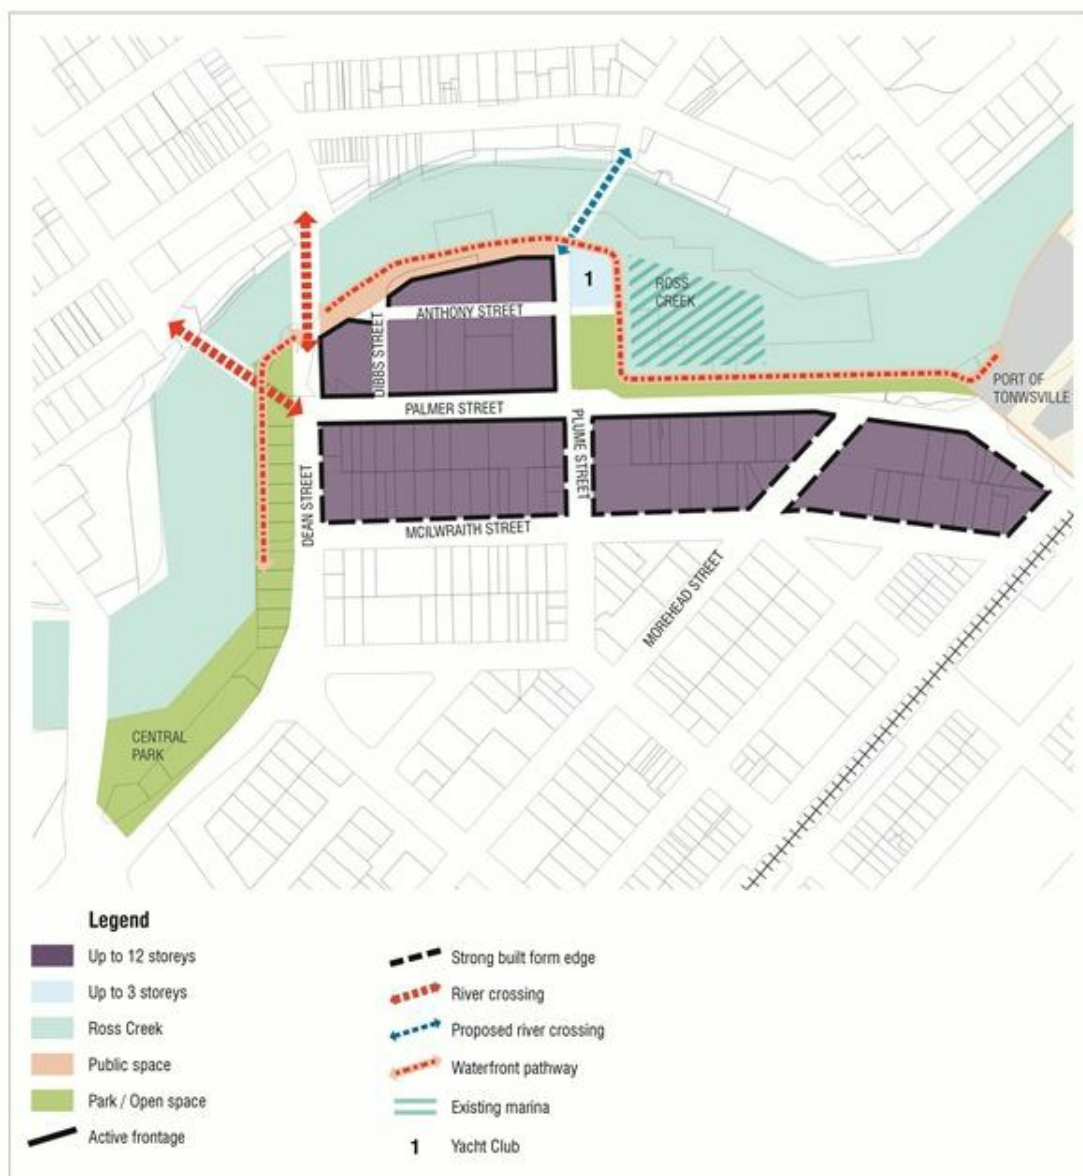 ROSS
CREEK
1
ANTHONY STREET
DIBBS STREET
PORT OF
TONWSVILLE
PALMER STREET
PLUME STREET
DEAN STREET
MCILWRAITH STREET
MOREHEAD STREET
CENTRAL
PARK
Legend
Up to 12 storeys
Up to 3 storeys
Ross Creek
Public space
Park / Open space
Active frontage
Strong built form edge
River crossing
Proposed river crossing
Waterfront pathway
Existing marina
1 Yacht Club